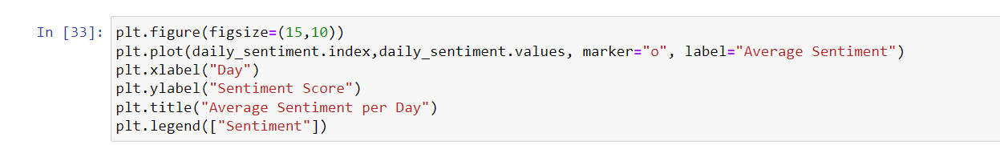 In [33]: plt.figure(figsize=(15,10))
plt.plot(daily_sentiment.index,daily_sentiment.values, marker="o", label="Average Sentiment")
plt.xlabel("Day")
plt.ylabel("Sentiment Score")
plt.title("Average Sentiment per Day")
plt.legend(["Sentiment"])